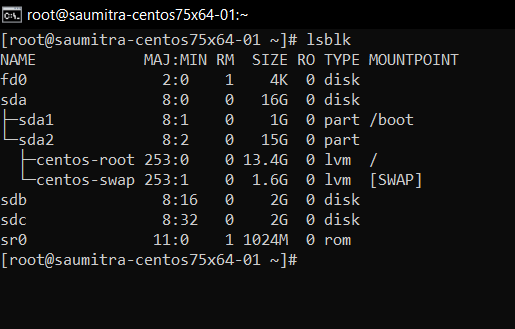 root@saumitra-centos75x64-01:~
[root@saumitra-centos75x64-01 ~]# lsblk
NAME            MAJ:MIN RM  SIZE RO TYPE MOUNTPOINT
fd0               2:0    1    4K  0 disk
sda               8:0    0   16G  0 disk
├─sda1            8:1    0    1G  0 part /boot
└─sda2            8:2    0   15G  0 part
  ├─centos-root 253:0    0 13.4G  0 lvm  /
  └─centos-swap 253:1    0  1.6G  0 lvm  [SWAP]
sdb               8:16   0    2G  0 disk
sdc               8:32   0    2G  0 disk
sr0              11:0    1 1024M  0 rom
[root@saumitra-centos75x64-01 ~]#